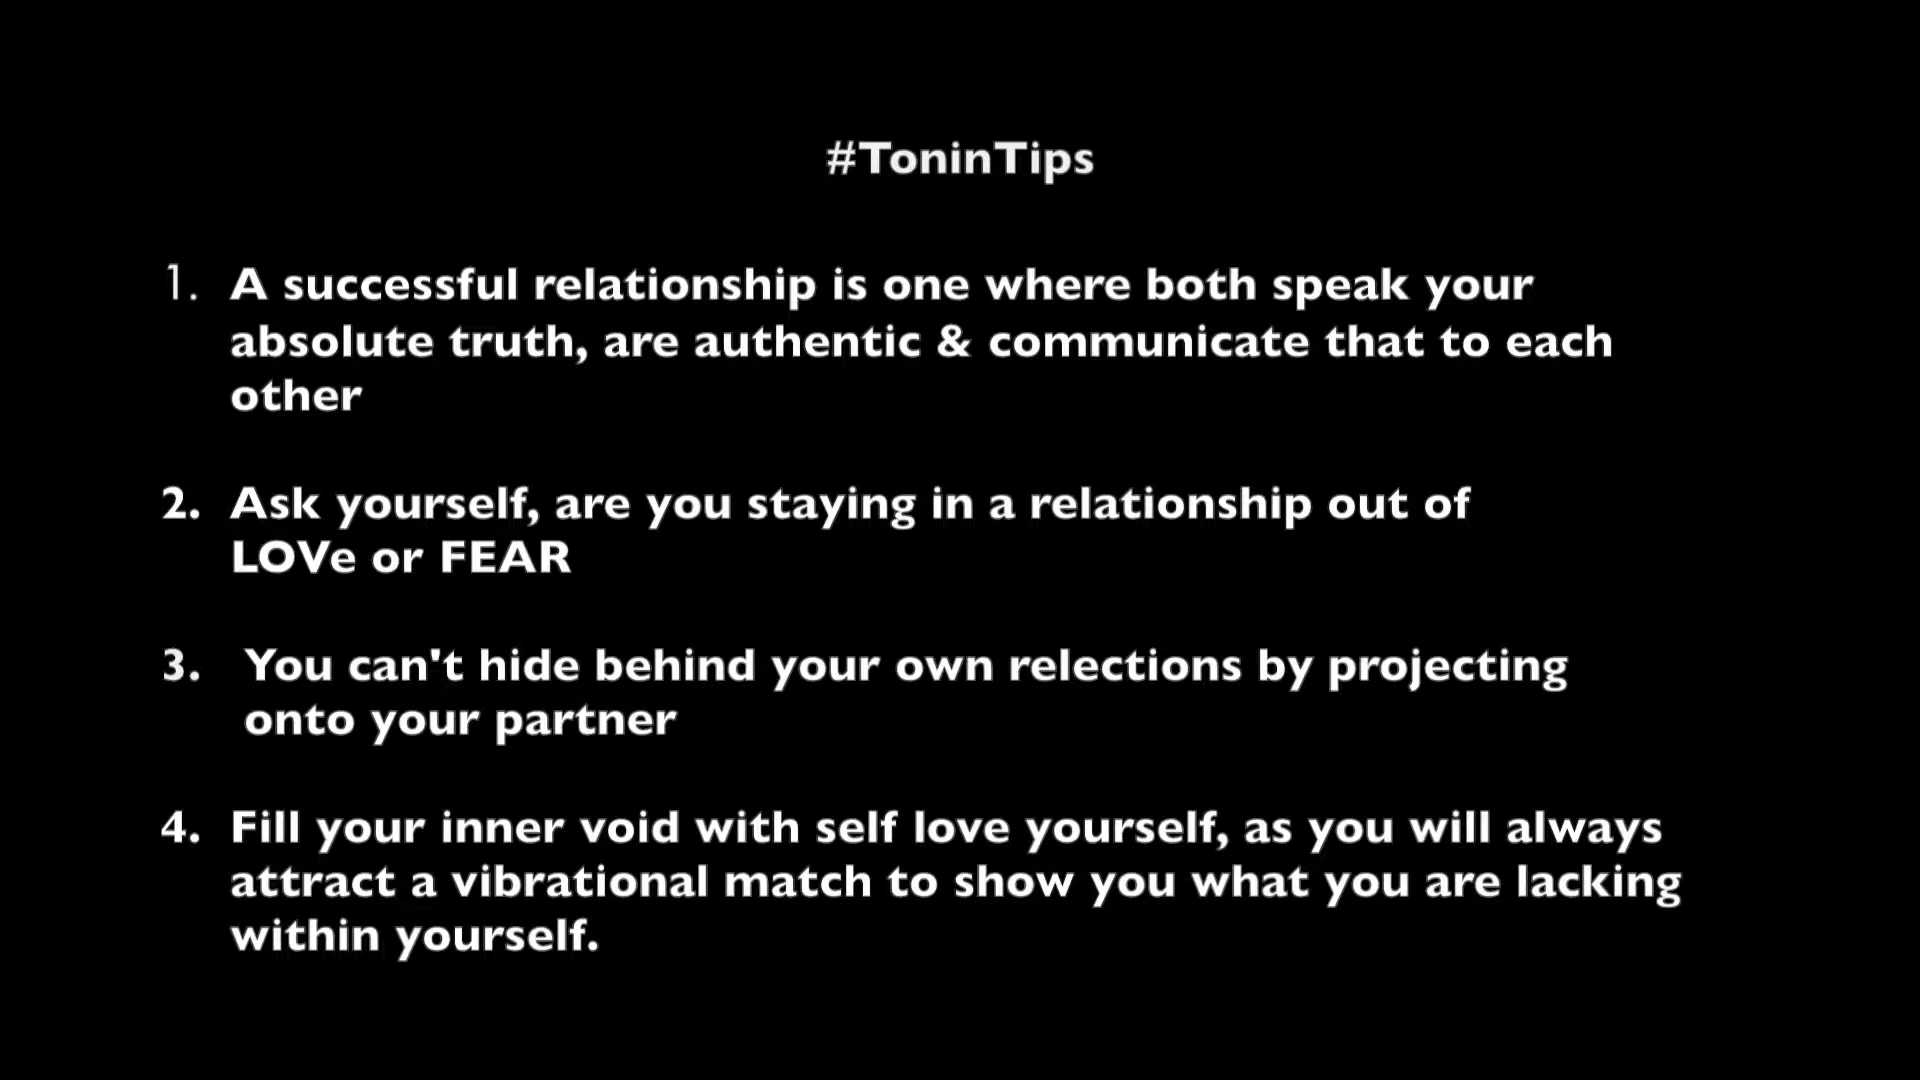 #ToninTips
1. A successful relationship is one where both speak your
absolute truth, are authentic & communicate that to each
other
2. Ask yourself, are you staying in a relationship out of
LOVe or FEAR
3. You can't hide behind your own relections by projecting
onto your partner
4. Fill your inner void with self love yourself, as you will always
attract a vibrational match to show you what you are lacking
within yourself.